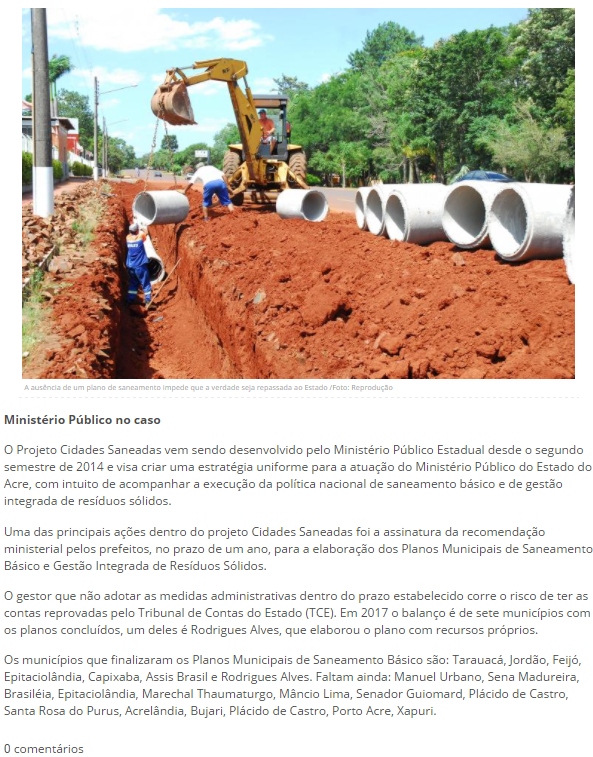 A ausência de um plano de saneamento impede que a verdade seja repassada ao Estado /Foto: Reprodução
Ministério Público no caso
O Projeto Cidades Saneadas vem sendo desenvolvido pelo Ministério Público Estadual desde o segundo
semestre de 2014 e visa criar uma estratégia uniforme para a atuação do Ministério Público do Estado do
Acre, com intuito de acompanhar a execução da política nacional de saneamento básico e de gestão
integrada de resíduos sólidos.
Uma das principais ações dentro do projeto Cidades Saneadas foi a assinatura da recomendação
ministerial pelos prefeitos, no prazo de um ano, para a elaboração dos Planos Municipais de Saneamento
Básico e Gestão Integrada de Resíduos Sólidos.
O gestor que não adotar as medidas administrativas dentro do prazo estabelecido corre o risco de ter as
contas reprovadas pelo Tribunal de Contas do Estado (TCE). Em 2017 o balanço é de sete municípios com
os planos concluídos, um deles é Rodrigues Alves, que elaborou o plano com recursos próprios.
Os municípios que finalizaram os Planos Municipais de Saneamento Básico são: Tarauacá, Jordão, Feijó,
Epitaciolândia, Capixaba, Assis Brasil e Rodrigues Alves. Faltam ainda: Manuel Urbano, Sena Madureira,
Brasiléia, Epitaciolândia, Marechal Thaumaturgo, Mâncio Lima, Senador Guiomard, Plácido de Castro,
Santa Rosa do Purus, Acrelândia, Bujari, Plácido de Castro, Porto Acre, Xapuri.
0 comentários